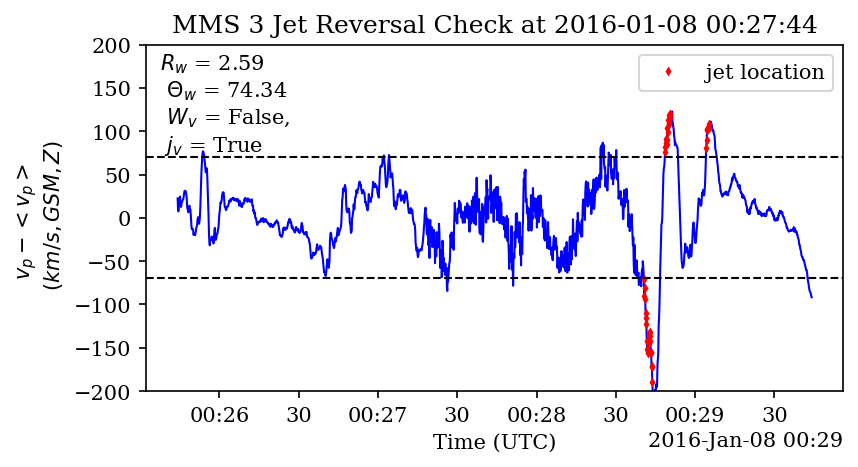 MMS 3 Jet Reversal Check at 2016-01-08 00:27:44
R_w = 2.59
Θ_w = 74.34
W_v = False,
j_v = True
jet location
200
150
100
50
0
−50
−100
−150
−200
v_p − < v_p >
(km/s, GSM, Z)
00:26 30 00:27 30 00:28 30 00:29 30
Time (UTC)
2016-Jan-08 00:29